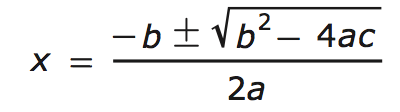 x = −b ± √b² − 4ac / 2a